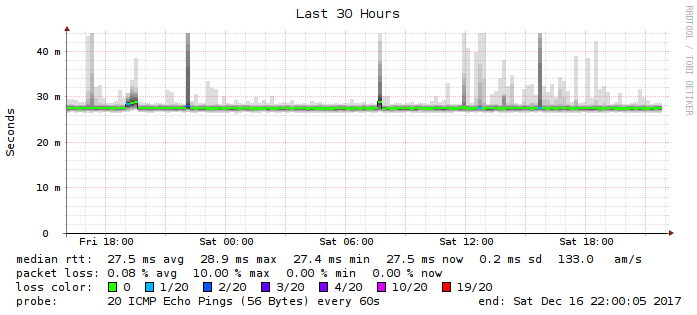 Last 30 Hours
RRDTOOL / TOBI OETIKER
Seconds
40 m
30 m
20 m
10 m
0
Fri 18:00 Sat 00:00 Sat 06:00 Sat 12:00 Sat 18:00
median rtt: 27.5 ms avg 28.9 ms max 27.4 ms min 27.5 ms now 0.2 ms sd 133.0 am/s
packet loss: 0.08 % avg 10.00 % max 0.00 % min 0.00 % now
loss color: 0 1/20 2/20 3/20 4/20 10/20 19/20
probe: 20 ICMP Echo Pings (56 Bytes) every 60s end: Sat Dec 16 22:00:05 2017